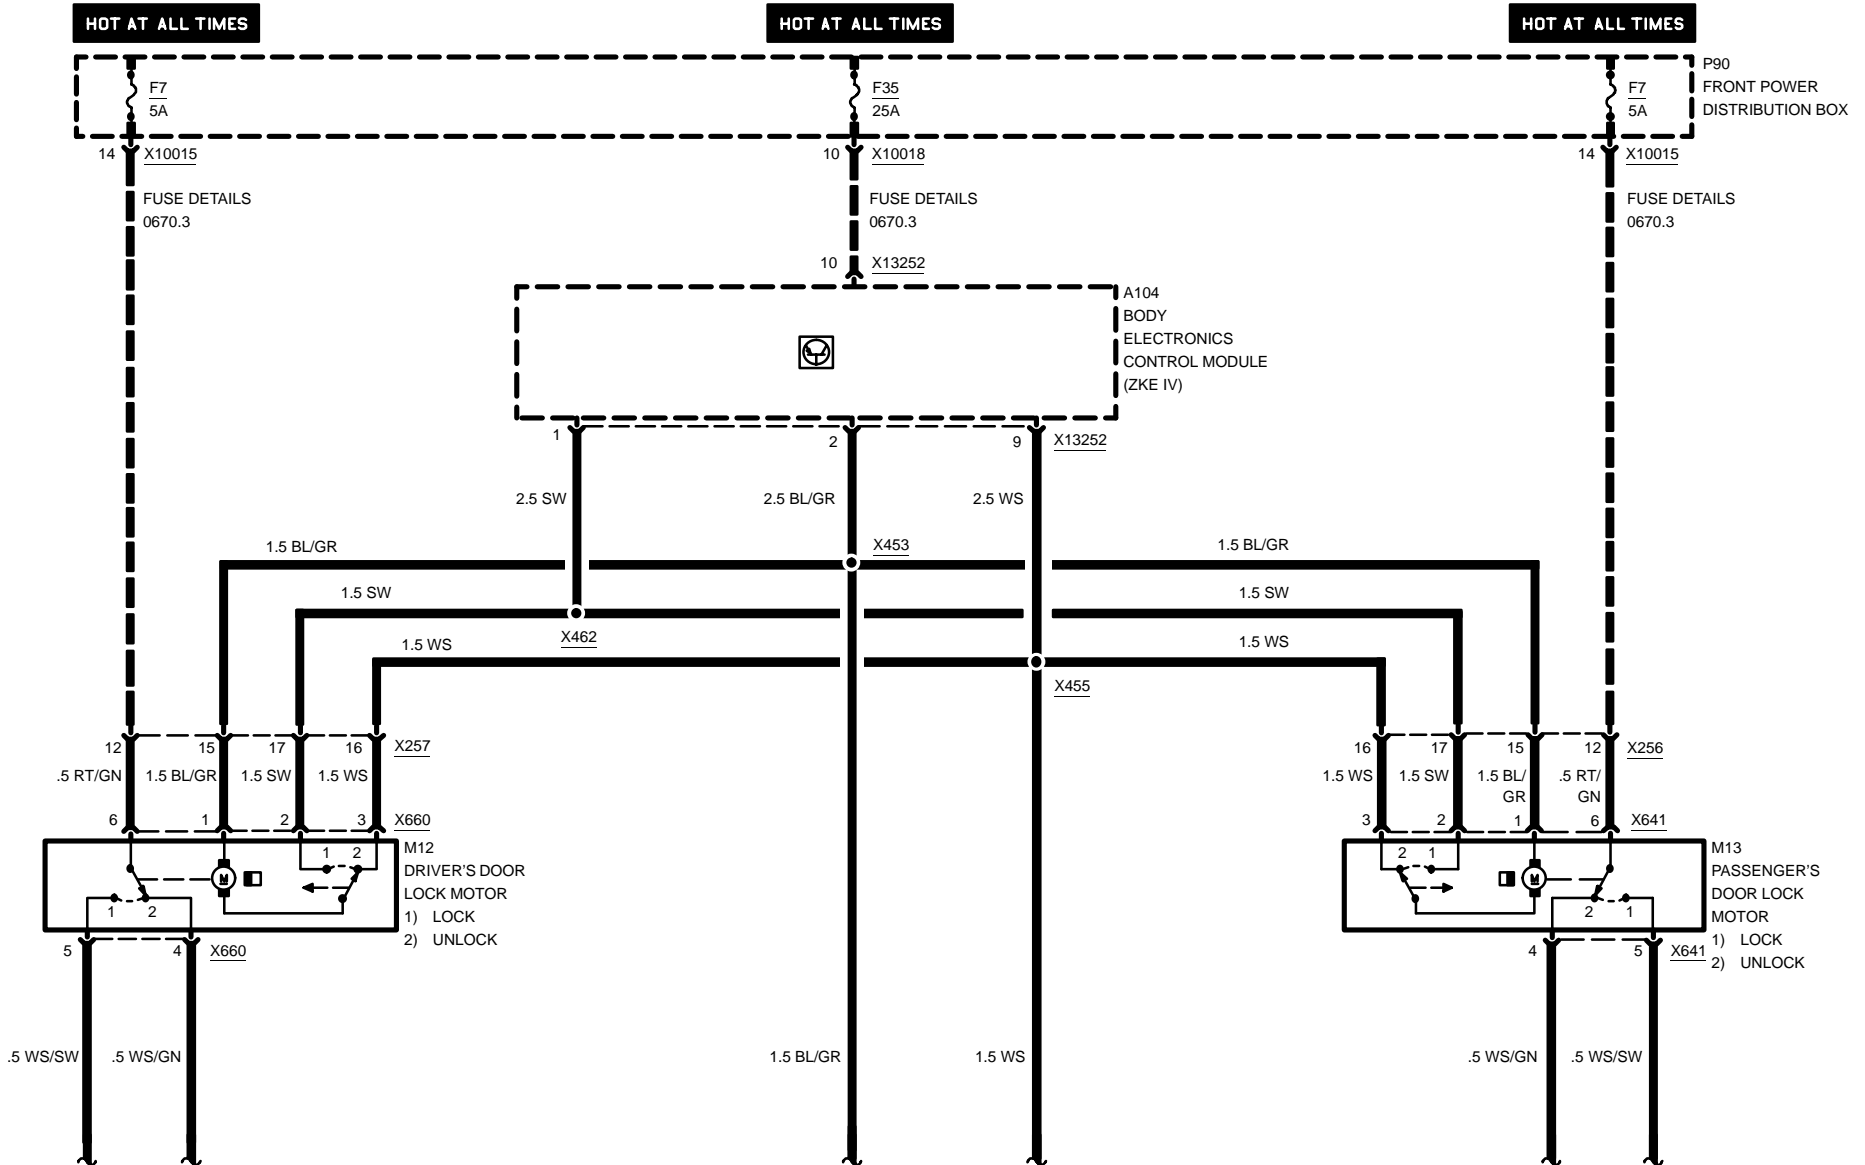 HOT AT ALL TIMES
HOT AT ALL TIMES
HOT AT ALL TIMES
F7
5A
F35
25A
F7
5A
P90
FRONT POWER
DISTRIBUTION BOX
14 X10015
10 X10018
14 X10015
FUSE DETAILS
0670.3
FUSE DETAILS
0670.3
FUSE DETAILS
0670.3
10 X13252
A104
BODY
ELECTRONICS
CONTROL MODULE
(ZKE IV)
1 2 9 X13252
2.5 SW 2.5 BL/GR 2.5 WS
1.5 BL/GR X453 1.5 BL/GR
1.5 SW 1.5 SW
X462
1.5 WS 1.5 WS
X455
12 15 17 16 X257
.5 RT/GN 1.5 BL/GR 1.5 SW 1.5 WS
6 1 2 3 X660
16 17 15 12 X256
1.5 WS 1.5 SW 1.5 BL/
GR
.5 RT/
GN
3 2 1 6 X641
1 2
M
1 2
M12
DRIVER'S DOOR
LOCK MOTOR
1) LOCK
2) UNLOCK
2 1
M
2 1
M13
PASSENGER'S
DOOR LOCK
MOTOR
1) LOCK
2) UNLOCK
5 4 X660
4 5 X641
.5 WS/SW .5 WS/GN 1.5 BL/GR 1.5 WS .5 WS/GN .5 WS/SW